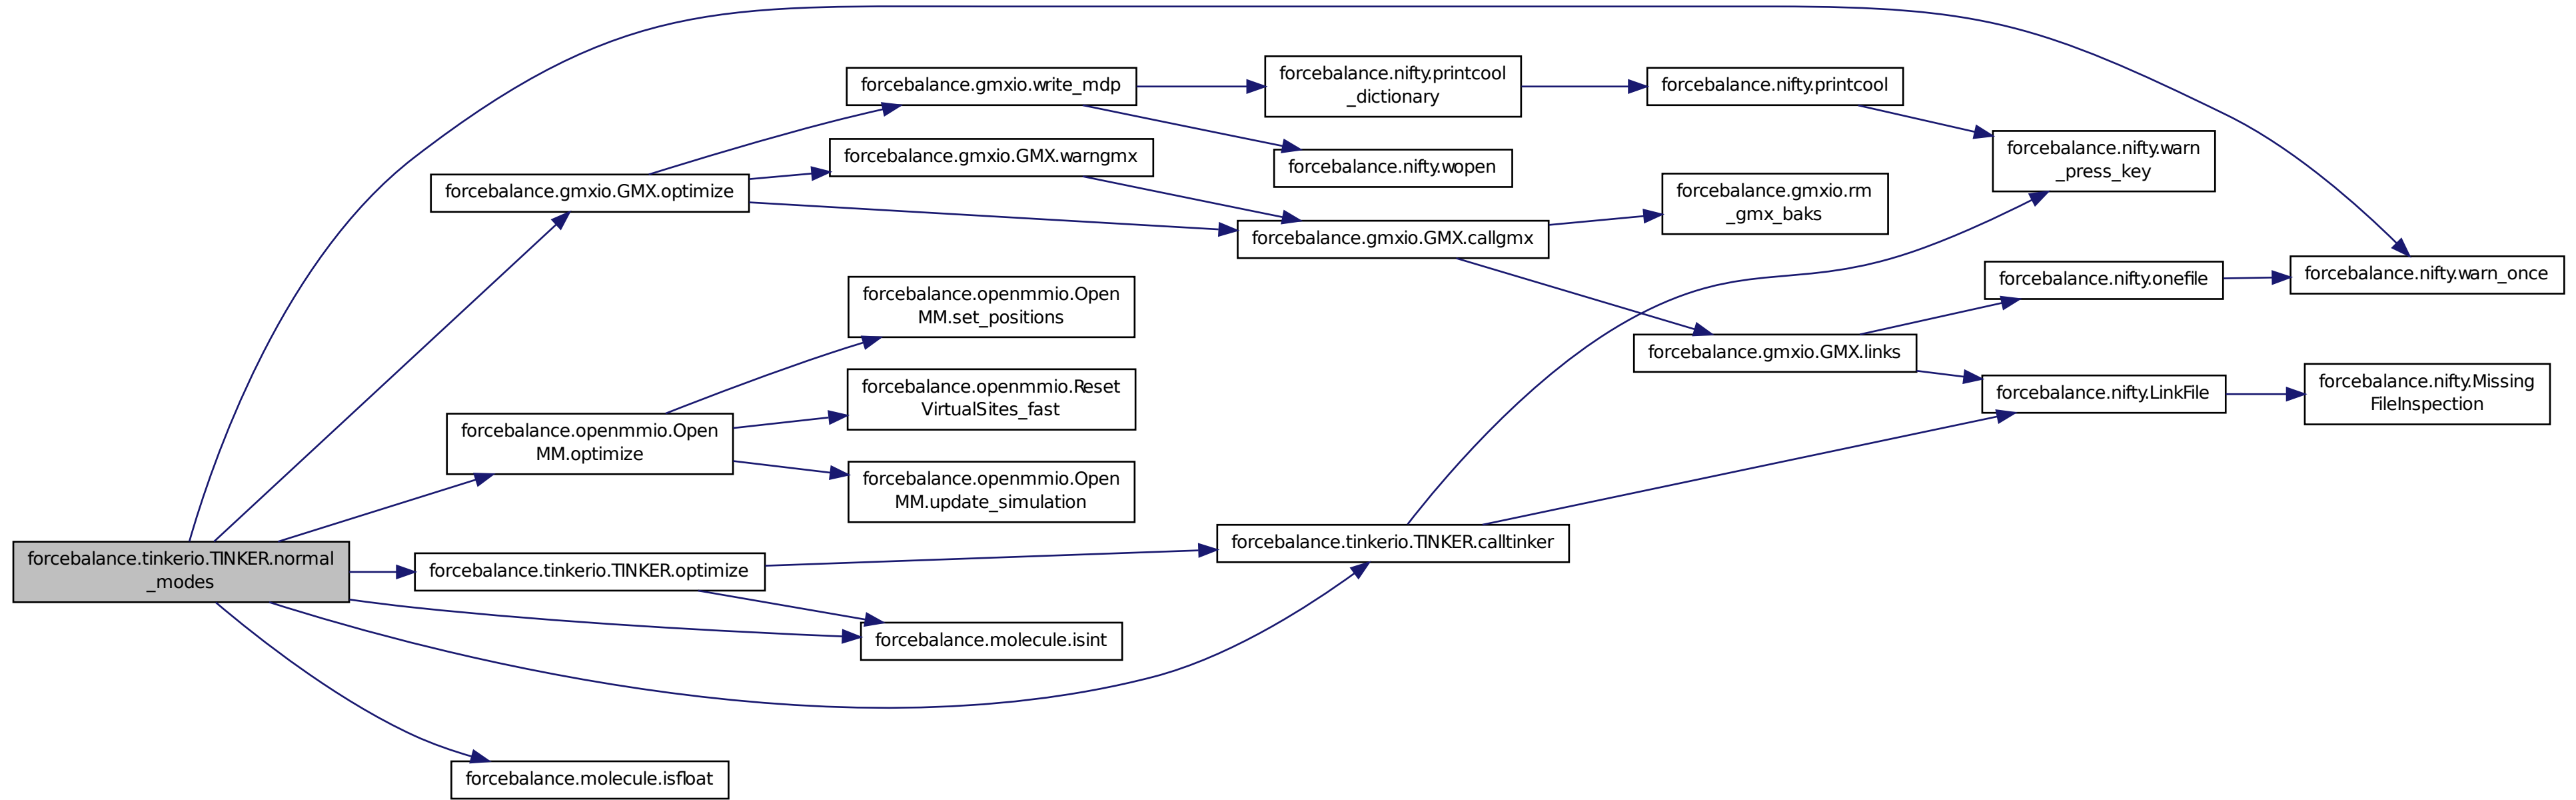 forcebalance.tinkerio.TINKER.normal
_modes
forcebalance.gmxio.GMX.optimize
forcebalance.openmmio.Open
MM.optimize
forcebalance.tinkerio.TINKER.optimize
forcebalance.molecule.isfloat
forcebalance.gmxio.write_mdp
forcebalance.gmxio.GMX.warngmx
forcebalance.openmmio.Open
MM.set_positions
forcebalance.openmmio.Reset
VirtualSites_fast
forcebalance.openmmio.Open
MM.update_simulation
forcebalance.molecule.isint
forcebalance.nifty.printcool
_dictionary
forcebalance.nifty.wopen
forcebalance.gmxio.GMX.callgmx
forcebalance.tinkerio.TINKER.calltinker
forcebalance.nifty.printcool
forcebalance.gmxio.rm
_gmx_baks
forcebalance.gmxio.GMX.links
forcebalance.nifty.warn
_press_key
forcebalance.nifty.onefile
forcebalance.nifty.LinkFile
forcebalance.nifty.warn_once
forcebalance.nifty.Missing
FileInspection